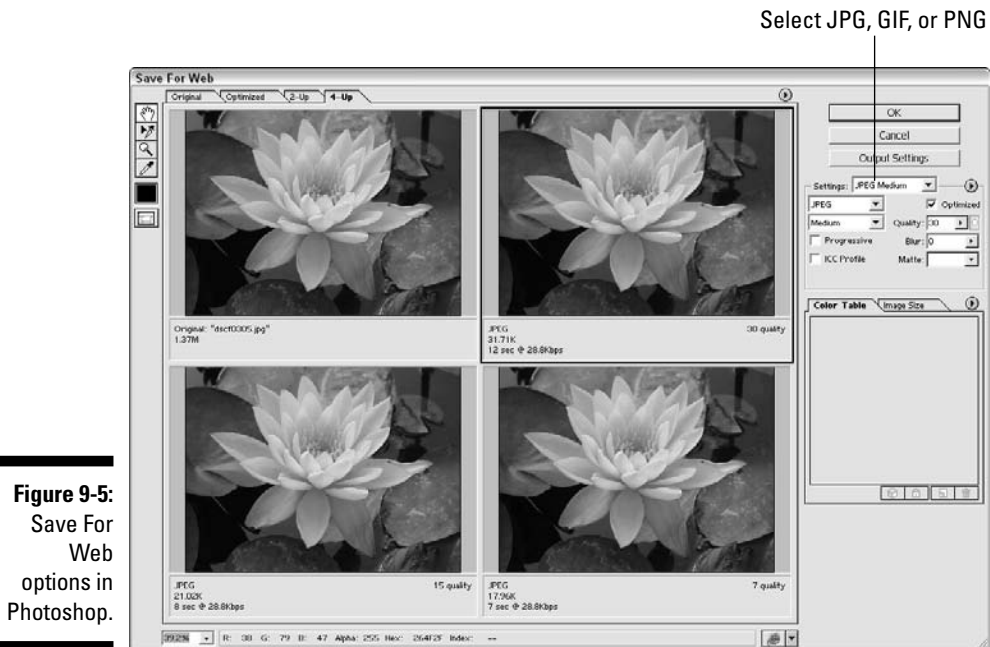 Select JPG, GIF, or PNG
Save For Web
Original
Optimized
2-Up
4-Up
OK
Cancel
Output Settings
Settings: JPEG Medium
JPEG
Optimized
Medium
Quality: 30
Progressive
Blur: 0
ICC Profile
Matte:
Original: "dscf0305.jpg"
1.37M
JPEG
30 quality
31.71K
12 sec @ 28.8Kbps
Color Table
Image Size
JPEG
15 quality
21.02K
8 sec @ 28.8Kbps
JPEG
7 quality
17.96K
7 sec @ 28.8Kbps
39.2%
R: 38 G: 79 B: 47 Alpha: 255 Hex: 264F2F Index: --
Figure 9-5:
Save For
Web
options in
Photoshop.